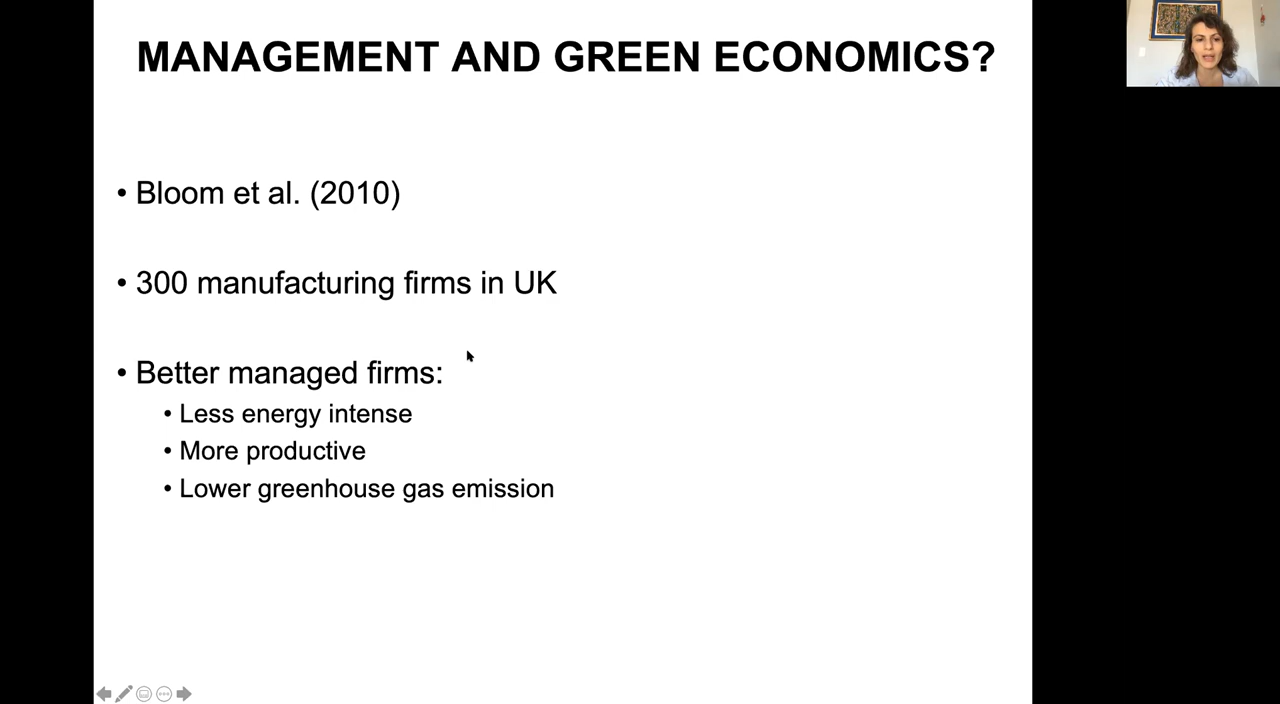 MANAGEMENT AND GREEN ECONOMICS?
• Bloom et al. (2010)
• 300 manufacturing firms in UK
• Better managed firms:
• Less energy intense
• More productive
• Lower greenhouse gas emission